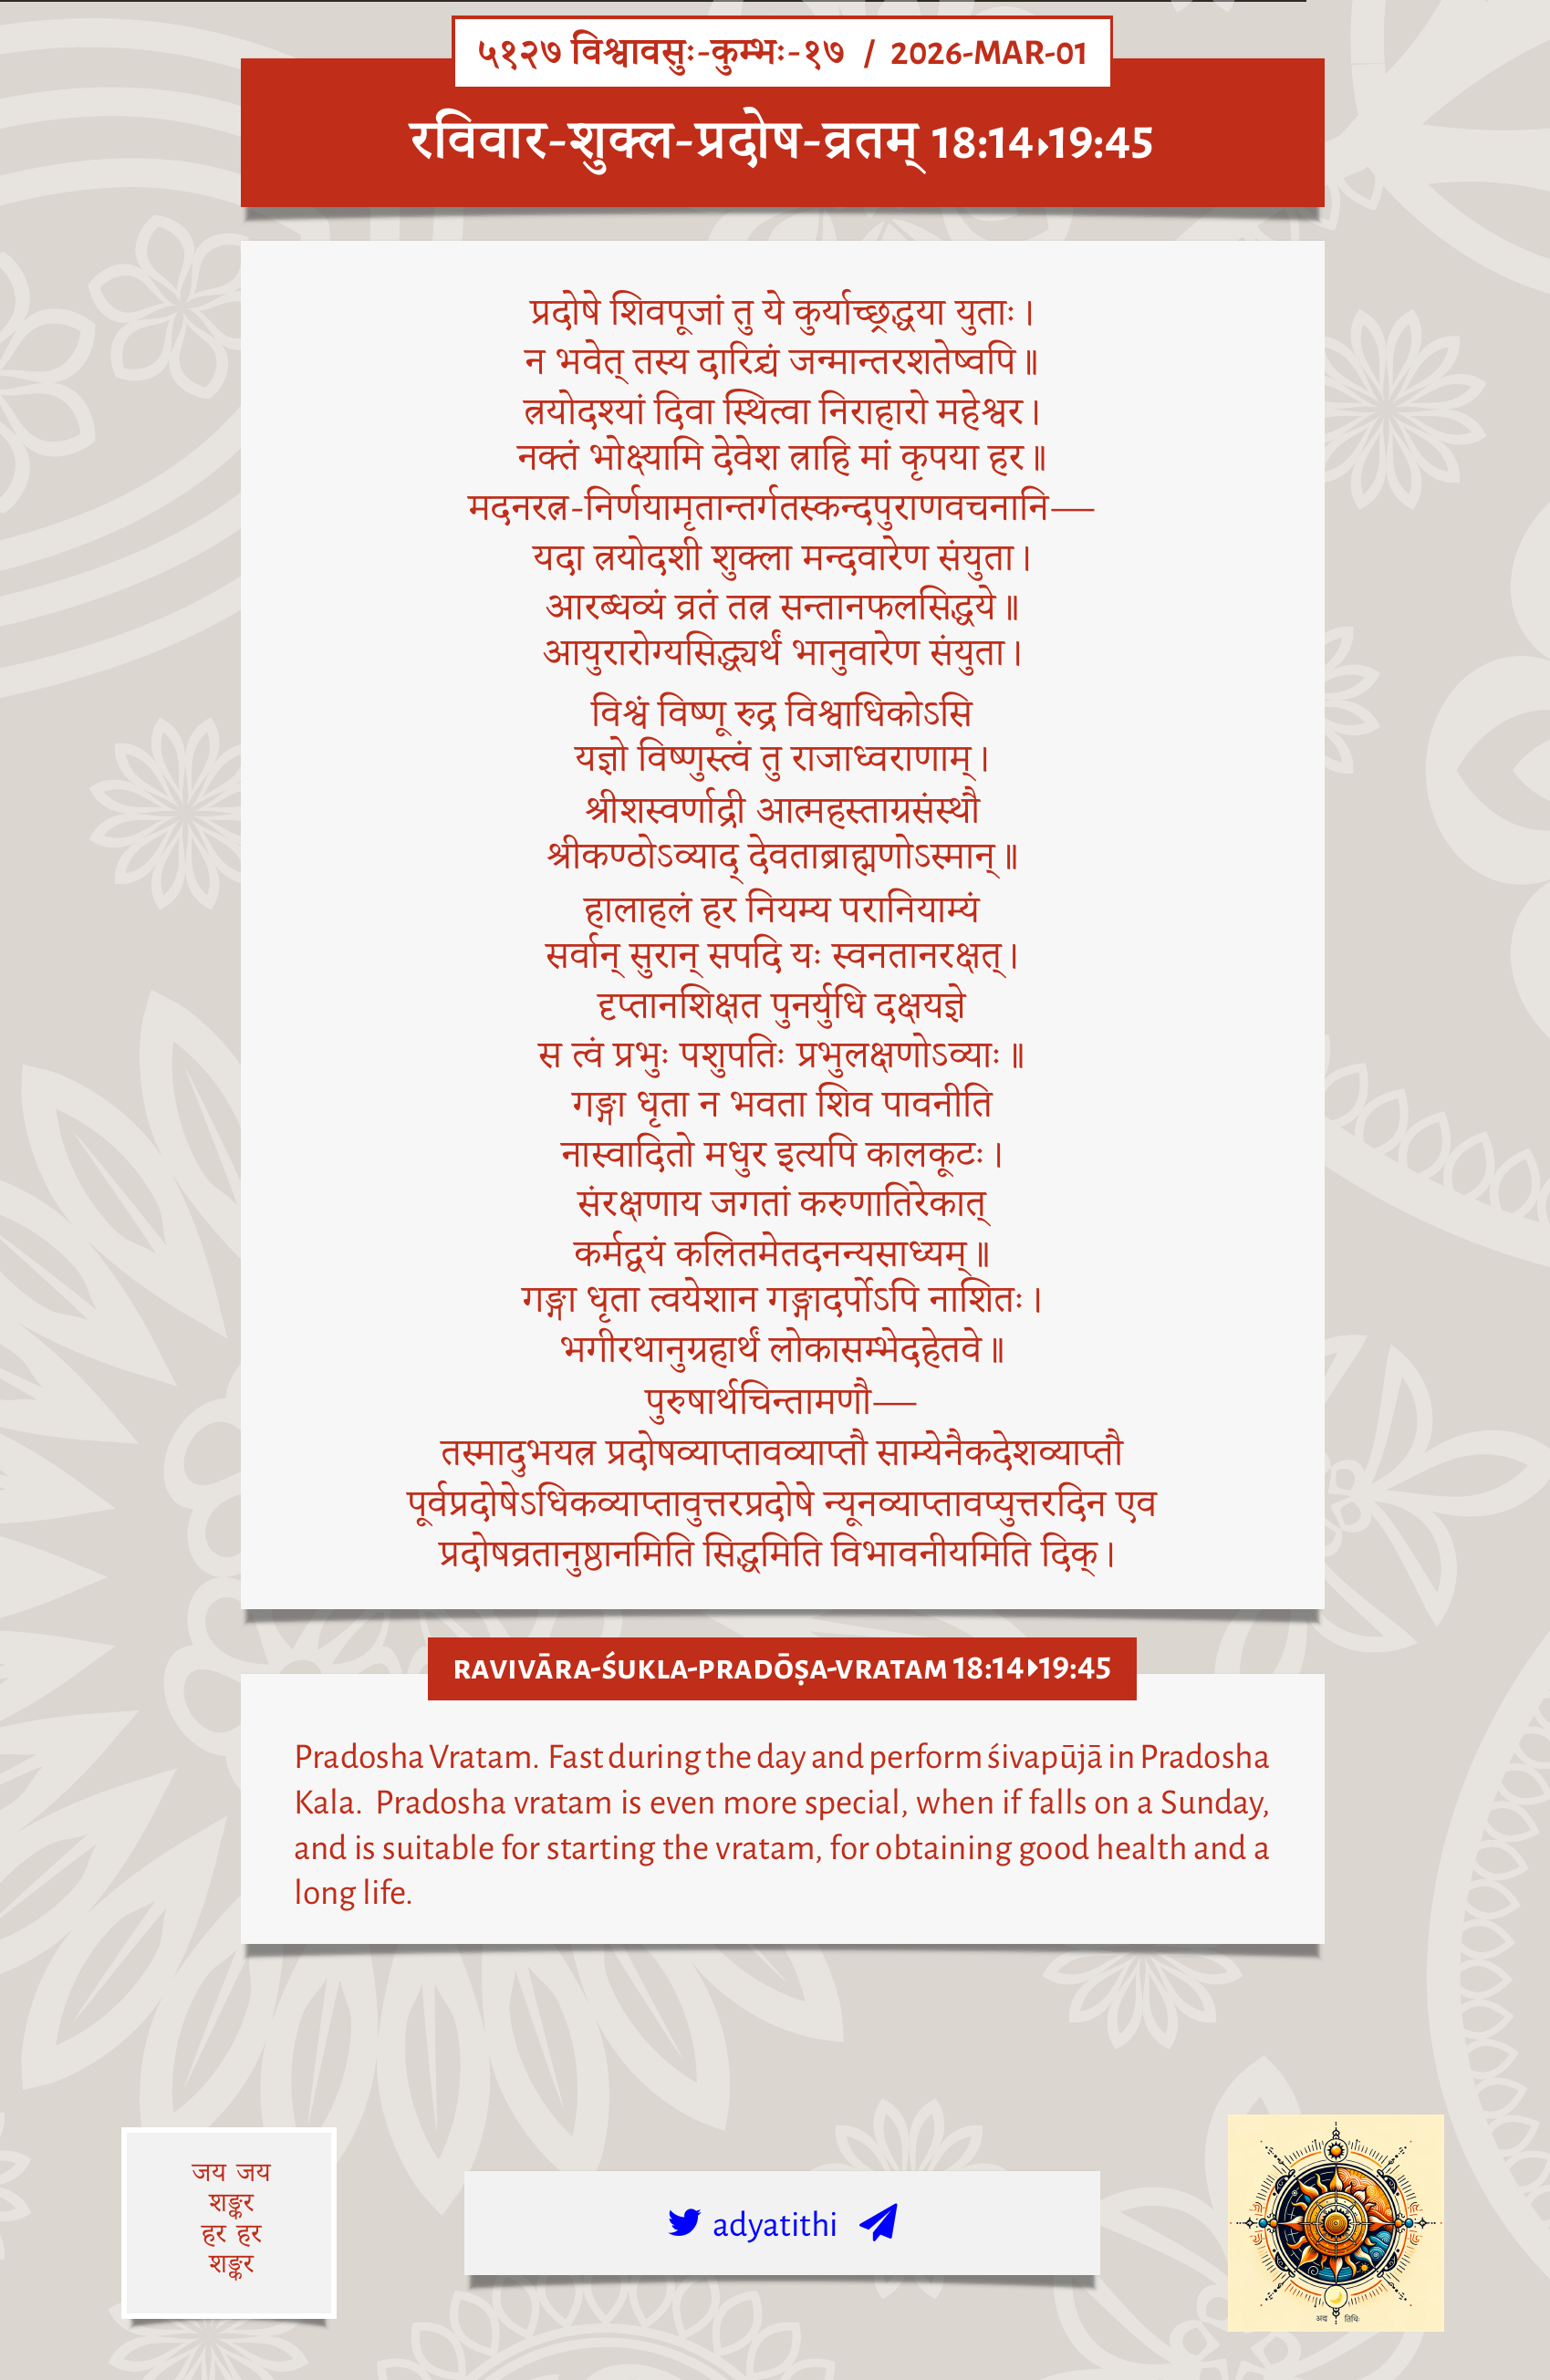 ५१२७ विश्वावसुः-कुम्भः-१७ / 2026-MAR-01
रविवार-शुक्ल-प्रदोष-व्रतम् 18:14▸19:45
प्रदोषे शिवपूजां तु ये कुर्याच्छ्रद्धया युताः।
न भवेत् तस्य दारिद्र्यं जन्मान्तरशतेष्वपि॥
त्रयोदश्यां दिवा स्थित्वा निराहारो महेश्वर।
नक्तं भोक्ष्यामि देवेश त्राहि मां कृपया हर॥
मदनरत्न-निर्णयामृतान्तर्गतस्कन्दपुराणवचनानि—
यदा त्रयोदशी शुक्ला मन्दवारेण संयुता।
आरब्धव्यं व्रतं तत्र सन्तानफलसिद्धये॥
आयुरारोग्यसिद्ध्यर्थं भानुवारेण संयुता।
विश्वं विष्णू रुद्र विश्वाधिकोऽसि
यज्ञो विष्णुस्त्वं तु राजाध्वराणाम्।
श्रीशस्वर्णाद्री आत्महस्ताग्रसंस्थौ
श्रीकण्ठोऽव्याद् देवताब्राह्मणोऽस्मान्॥
हालाहलं हर नियम्य परानियाम्यं
सर्वान् सुरान् सपदि यः स्वनतानरक्षत्।
दृप्तानशिक्षत पुनर्युधि दक्षयज्ञे
स त्वं प्रभुः पशुपतिः प्रभुलक्षणोऽव्याः॥
गङ्गा धृता न भवता शिव पावनीति
नास्वादितो मधुर इत्यपि कालकूटः।
संरक्षणाय जगतां करुणातिरेकात्
कर्मद्वयं कलितमेतदनन्यसाध्यम्॥
गङ्गा धृता त्वयेशान गङ्गादर्पोऽपि नाशितः।
भगीरथानुग्रहार्थं लोकासम्भेदहेतवे॥
पुरुषार्थचिन्तामणौ—
तस्मादुभयत्र प्रदोषव्याप्तावव्याप्तौ साम्येनैकदेशव्याप्तौ
पूर्वप्रदोषेऽधिकव्याप्तावुत्तरप्रदोषे न्यूनव्याप्तावप्युत्तरदिन एव
प्रदोषव्रतानुष्ठानमिति सिद्धमिति विभावनीयमिति दिक्।
RAVIVĀRA-ŚUKLA-PRADŌṢA-VRATAM 18:14▸19:45
Pradosha Vratam. Fast during the day and perform śivapūjā in Pradosha
Kala. Pradosha vratam is even more special, when if falls on a Sunday,
and is suitable for starting the vratam, for obtaining good health and a
long life.
जय जय
शङ्कर
हर हर
शङ्कर
adyatithi
अद्य तिथिः